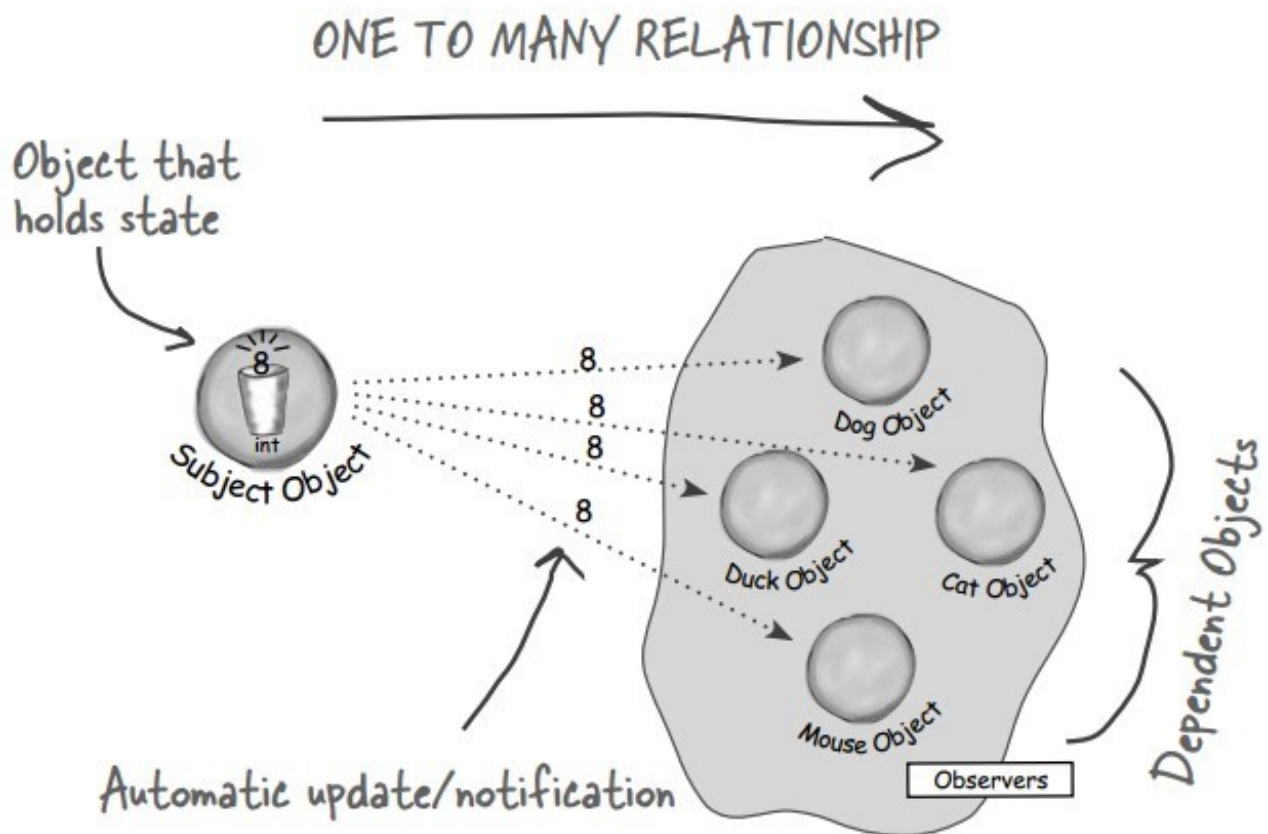 ONE TO MANY RELATIONSHIP
Object that
holds state
8
int
Subject Object
8
8
8
8
Dog Object
Duck Object
Cat Object
Mouse Object
Observers
Dependent Objects
Automatic update/notification